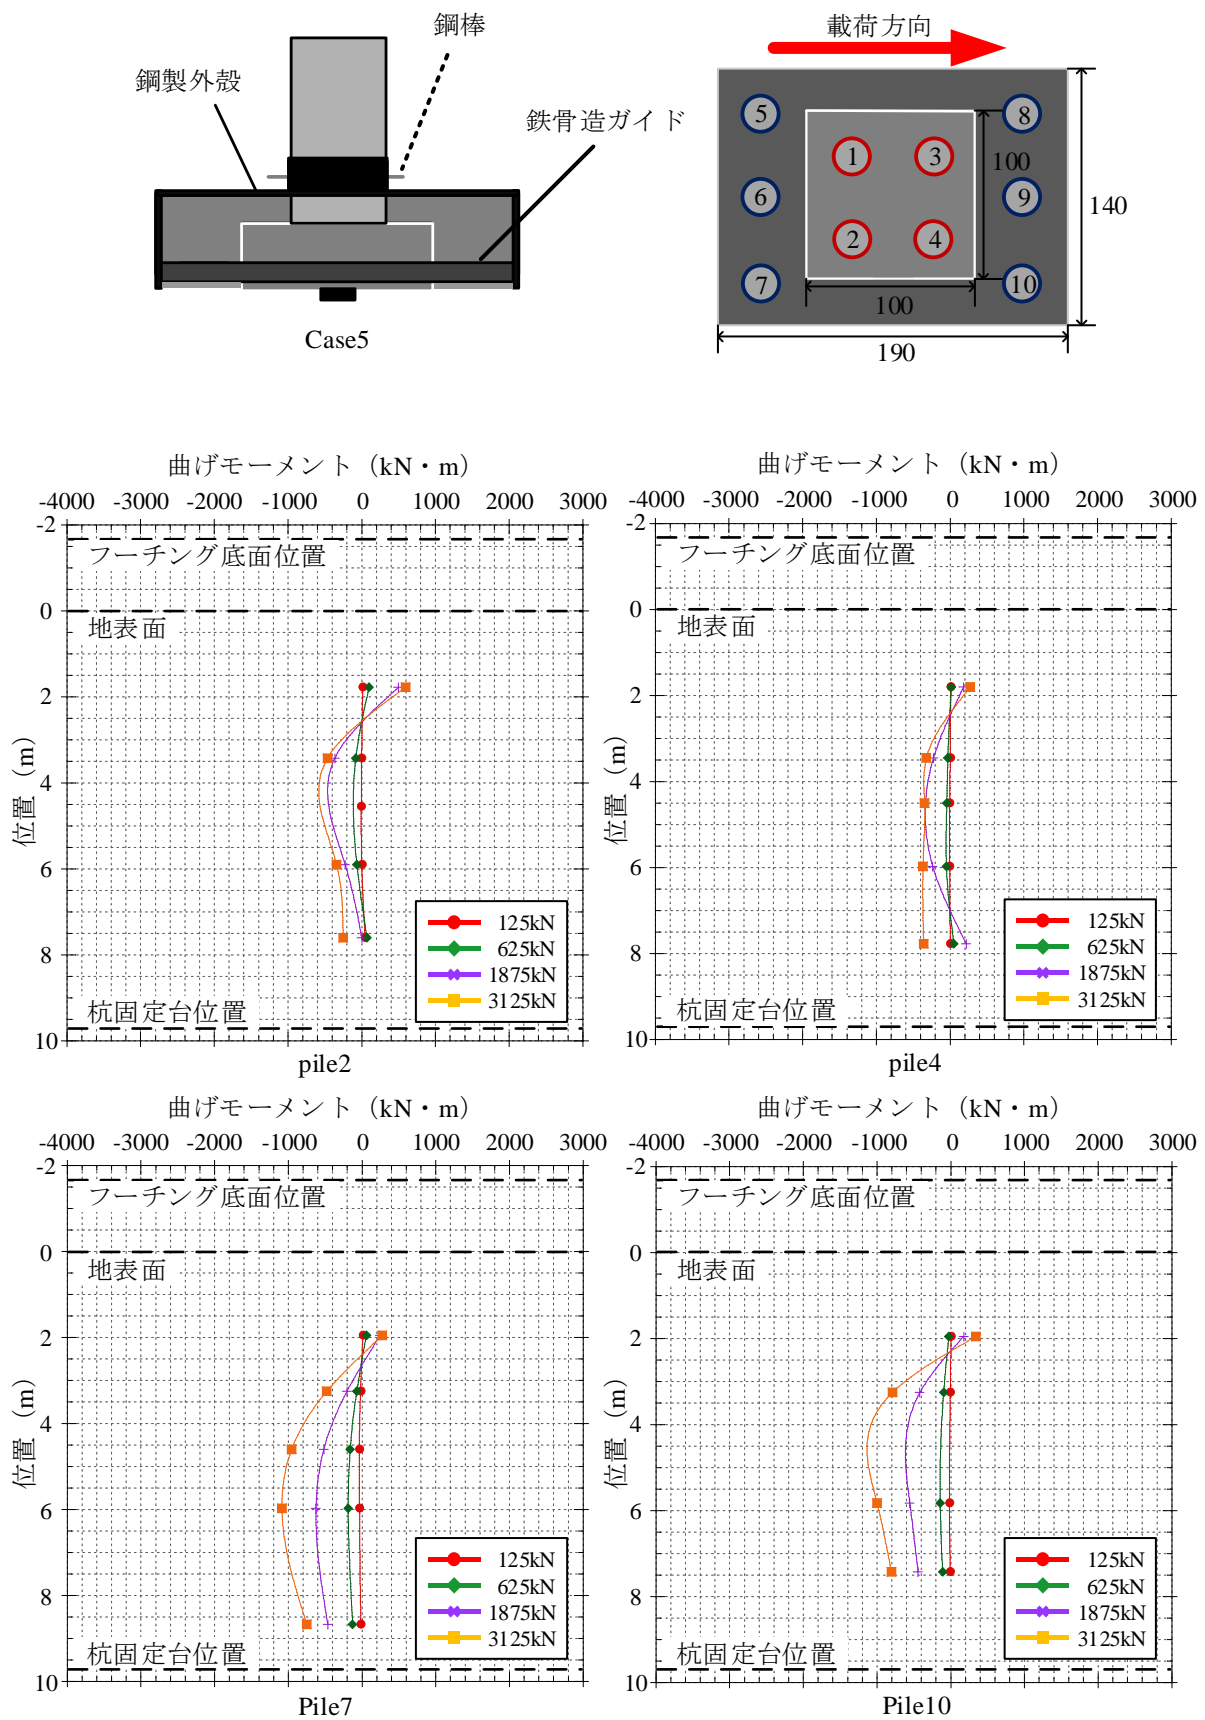 鋼棒
載荷方向
鋼製外殻
鉄骨造ガイド
5
8
1
3
100
6
9
140
2
4
7
10
100
Case5
190
曲げモーメント（kN・m）
-4000 -3000 -2000 -1000 0 1000 2000 3000
-2
フーチング底面位置
0
地表面
2
4
位置（m）
6
8
125kN
625kN
1875kN
3125kN
杭固定台位置
10
pile2
曲げモーメント（kN・m）
-4000 -3000 -2000 -1000 0 1000 2000 3000
-2
フーチング底面位置
0
地表面
2
4
位置（m）
6
8
125kN
625kN
1875kN
3125kN
杭固定台位置
10
pile4
曲げモーメント（kN・m）
-4000 -3000 -2000 -1000 0 1000 2000 3000
-2
フーチング底面位置
0
地表面
2
4
位置（m）
6
8
125kN
625kN
1875kN
3125kN
杭固定台位置
10
Pile7
曲げモーメント（kN・m）
-4000 -3000 -2000 -1000 0 1000 2000 3000
-2
フーチング底面位置
0
地表面
2
4
位置（m）
6
8
125kN
625kN
1875kN
3125kN
杭固定台位置
10
Pile10